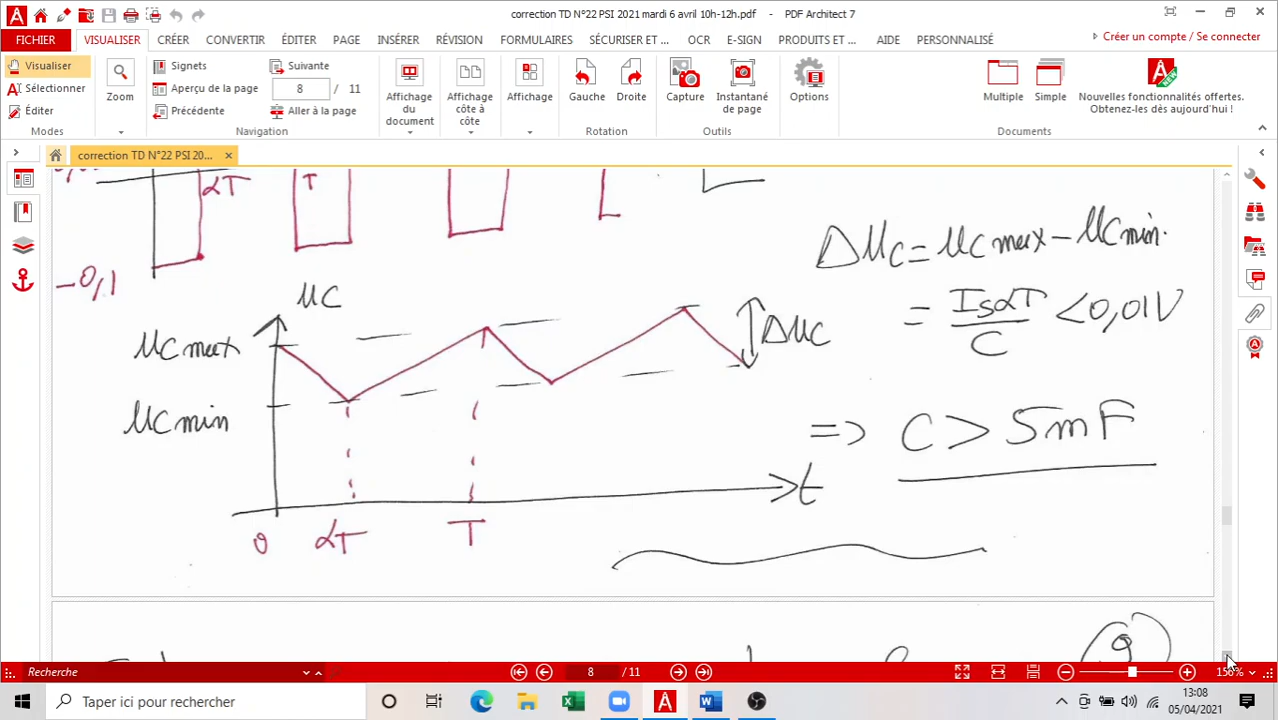 correction TD N°22 PSI 2021 mardi 6 avril 10h-12h.pdf - PDF Architect 7
FICHIER VISUALISER CRÉER CONVERTIR ÉDITER PAGE INSÉRER RÉVISION FORMULAIRES SÉCURISER ET ... OCR E-SIGN PRODUITS ET ... AIDE PERSONNALISÉ Créer un compte / Se connecter
Visualiser
Sélectionner
Éditer
Modes
Zoom
Signets
Aperçu de la page
Précédente
Suivante
8 / 11
Aller à la page
Navigation
Affichage du document
Affichage côte à côte
Affichage
Gauche
Droite
Rotation
Capture
Instantané de page
Outils
Options
Multiple
Simple
Nouvelles fonctionnalités offertes.
Obtenez-les dès aujourd'hui !
Documents
correction TD N°22 PSI 20...
αT T
-0,1
ΔuC = uC max - uC min.
= IsαT / C < 0,01V
=> C > 5mF
uC
uC max
uC min
ΔuC
t
0 αT T
9
Recherche
8 / 11
156%
Taper ici pour rechercher
13:08
05/04/2021